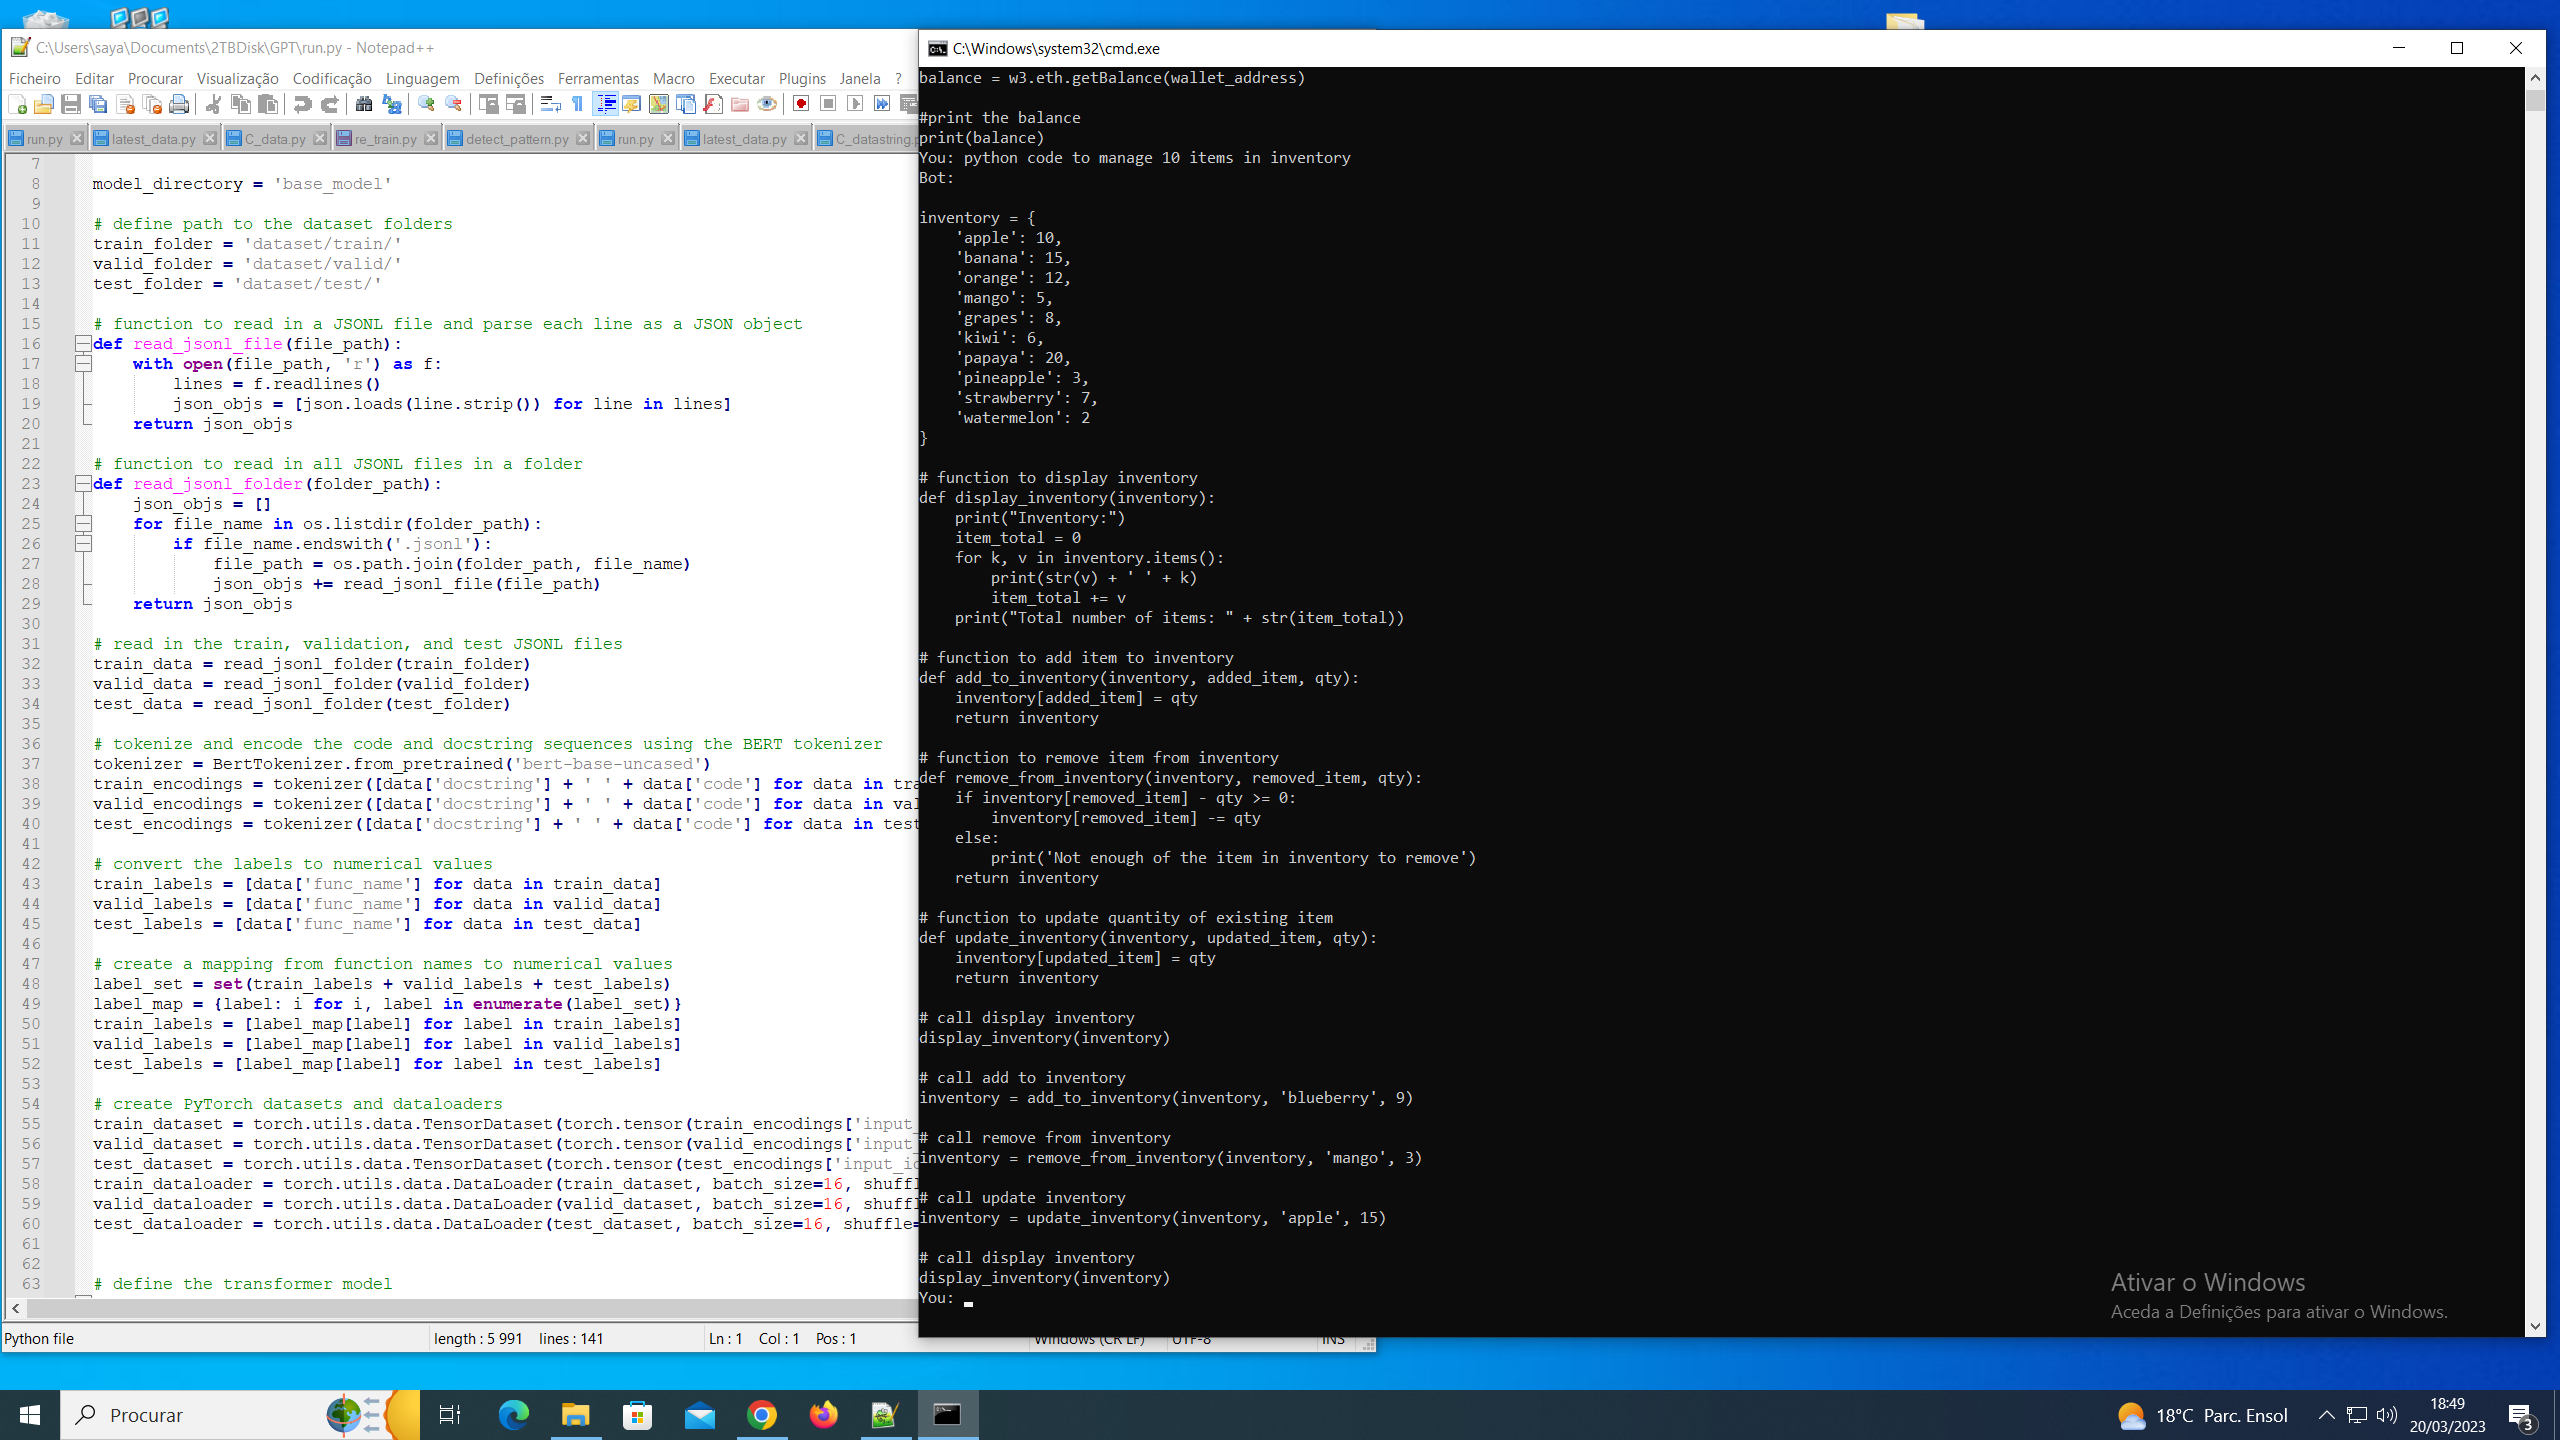 C:\Users\saya\Documents\2TBDisk\GPT\run.py - Notepad++
Ficheiro Editar Procurar Visualização Codificação Linguagem Definições Ferramentas Macro Executar Plugins Janela ?
run.py latest_data.py C_data.py re_train.py detect_pattern.py run.py latest_data.py C_datastring.
7
8 model_directory = 'base_model'
9
10 # define path to the dataset folders
11 train_folder = 'dataset/train/'
12 valid_folder = 'dataset/valid/'
13 test_folder = 'dataset/test/'
14
15 # function to read in a JSONL file and parse each line as a JSON object
16 def read_jsonl_file(file_path):
17     with open(file_path, 'r') as f:
18         lines = f.readlines()
19         json_objs = [json.loads(line.strip()) for line in lines]
20     return json_objs
21
22 # function to read in all JSONL files in a folder
23 def read_jsonl_folder(folder_path):
24     json_objs = []
25     for file_name in os.listdir(folder_path):
26         if file_name.endswith('.jsonl'):
27             file_path = os.path.join(folder_path, file_name)
28             json_objs += read_jsonl_file(file_path)
29     return json_objs
30
31 # read in the train, validation, and test JSONL files
32 train_data = read_jsonl_folder(train_folder)
33 valid_data = read_jsonl_folder(valid_folder)
34 test_data = read_jsonl_folder(test_folder)
35
36 # tokenize and encode the code and docstring sequences using the BERT tokenizer
37 tokenizer = BertTokenizer.from_pretrained('bert-base-uncased')
38 train_encodings = tokenizer([data['docstring'] + ' ' + data['code'] for data in tra
39 valid_encodings = tokenizer([data['docstring'] + ' ' + data['code'] for data in val
40 test_encodings = tokenizer([data['docstring'] + ' ' + data['code'] for data in test
41
42 # convert the labels to numerical values
43 train_labels = [data['func_name'] for data in train_data]
44 valid_labels = [data['func_name'] for data in valid_data]
45 test_labels = [data['func_name'] for data in test_data]
46
47 # create a mapping from function names to numerical values
48 label_set = set(train_labels + valid_labels + test_labels)
49 label_map = {label: i for i, label in enumerate(label_set)}
50 train_labels = [label_map[label] for label in train_labels]
51 valid_labels = [label_map[label] for label in valid_labels]
52 test_labels = [label_map[label] for label in test_labels]
53
54 # create PyTorch datasets and dataloaders
55 train_dataset = torch.utils.data.TensorDataset(torch.tensor(train_encodings['input_
56 valid_dataset = torch.utils.data.TensorDataset(torch.tensor(valid_encodings['input_
57 test_dataset = torch.utils.data.TensorDataset(torch.tensor(test_encodings['input_i
58 train_dataloader = torch.utils.data.DataLoader(train_dataset, batch_size=16, shuffl
59 valid_dataloader = torch.utils.data.DataLoader(valid_dataset, batch_size=16, shuffl
60 test_dataloader = torch.utils.data.DataLoader(test_dataset, batch_size=16, shuffle=
61
62
63 # define the transformer model
Python file length : 5 991 lines : 141 Ln : 1 Col : 1 Pos : 1 Windows (CR LF) UTF-8 INS
C:\Windows\system32\cmd.exe
balance = w3.eth.getBalance(wallet_address)

#print the balance
print(balance)
You: python code to manage 10 items in inventory
Bot:

inventory = {
    'apple': 10,
    'banana': 15,
    'orange': 12,
    'mango': 5,
    'grapes': 8,
    'kiwi': 6,
    'papaya': 20,
    'pineapple': 3,
    'strawberry': 7,
    'watermelon': 2
}

# function to display inventory
def display_inventory(inventory):
    print("Inventory:")
    item_total = 0
    for k, v in inventory.items():
        print(str(v) + ' ' + k)
        item_total += v
    print("Total number of items: " + str(item_total))

# function to add item to inventory
def add_to_inventory(inventory, added_item, qty):
    inventory[added_item] = qty
    return inventory

# function to remove item from inventory
def remove_from_inventory(inventory, removed_item, qty):
    if inventory[removed_item] - qty >= 0:
        inventory[removed_item] -= qty
    else:
        print('Not enough of the item in inventory to remove')
    return inventory

# function to update quantity of existing item
def update_inventory(inventory, updated_item, qty):
    inventory[updated_item] = qty
    return inventory

# call display inventory
display_inventory(inventory)

# call add to inventory
inventory = add_to_inventory(inventory, 'blueberry', 9)

# call remove from inventory
inventory = remove_from_inventory(inventory, 'mango', 3)

# call update inventory
inventory = update_inventory(inventory, 'apple', 15)

# call display inventory
display_inventory(inventory)
You:
Ativar o Windows
Aceda a Definições para ativar o Windows.
Procurar
18°C Parc. Ensol
18:49
20/03/2023
3